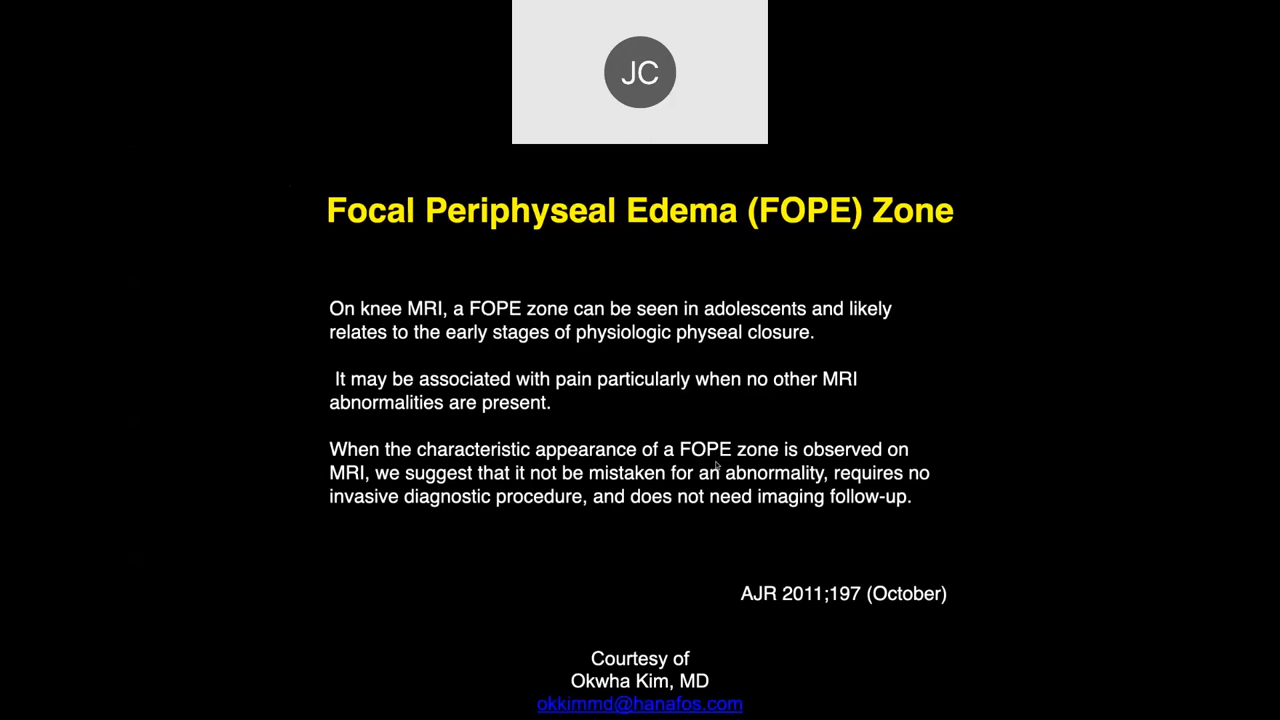 JC
Focal Periphyseal Edema (FOPE) Zone
On knee MRI, a FOPE zone can be seen in adolescents and likely
relates to the early stages of physiologic physeal closure.
It may be associated with pain particularly when no other MRI
abnormalities are present.
When the characteristic appearance of a FOPE zone is observed on
MRI, we suggest that it not be mistaken for an abnormality, requires no
invasive diagnostic procedure, and does not need imaging follow-up.
AJR 2011;197 (October)
Courtesy of
Okwha Kim, MD
okkimmd@hanafos.com